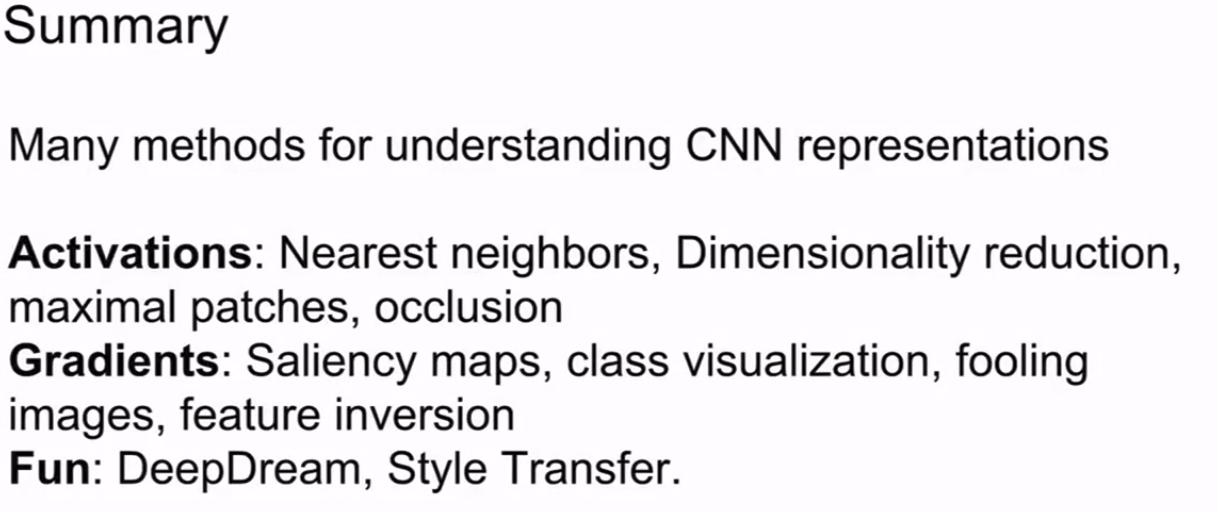 Summary
Many methods for understanding CNN representations
Activations: Nearest neighbors, Dimensionality reduction,
maximal patches, occlusion
Gradients: Saliency maps, class visualization, fooling
images, feature inversion
Fun: DeepDream, Style Transfer.